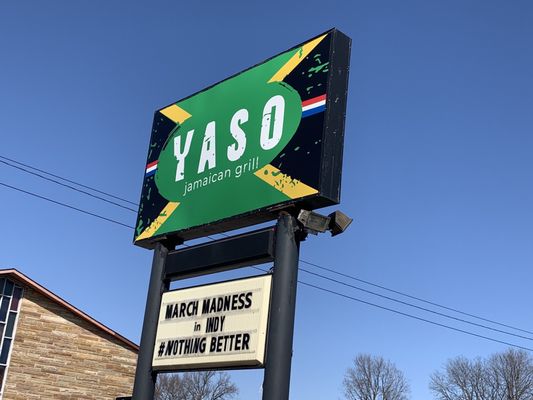 YASO
jamaican grill
MARCH MADNESS
in INDY
#NOTHING BETTER